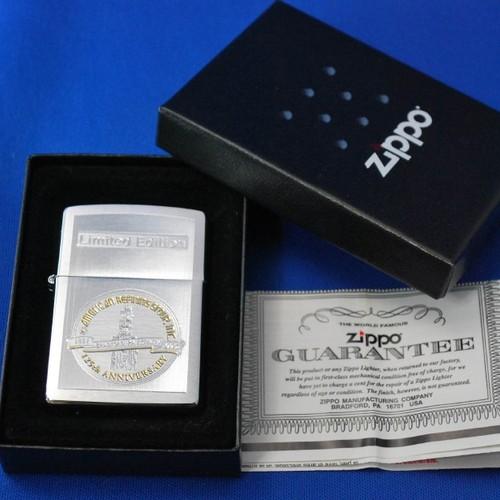 zippo
Limited Edition
AMERICAN REFINING GROUP, INC.
125th ANNIVERSARY
THE WORLD FAMOUS
Zippo
GUARANTEE
This product or any Zippo Lighter, when returned to our factory,
will be put in first-class mechanical condition free of charge, for we
have yet to charge a cent for the repair of a Zippo Lighter
regardless of age or condition. The finish, however, is not guaranteed.
ZIPPO MANUFACTURING COMPANY
BRADFORD, PA 16701 USA